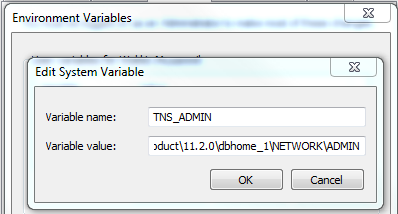 Environment Variables
Edit System Variable
Variable name:
TNS_ADMIN
Variable value:
oduct\11.2.0\dbhome_1\NETWORK\ADMIN
OK
Cancel